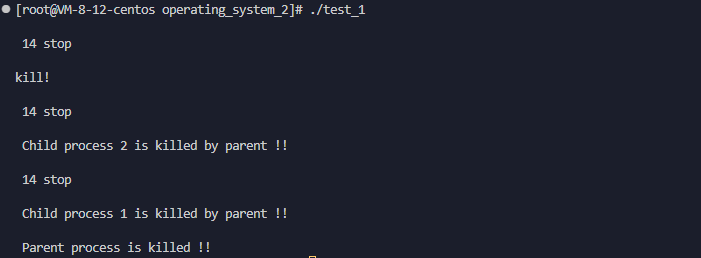 [root@VM-8-12-centos operating_system_2]# ./test_1
14 stop
kill!
14 stop
Child process 2 is killed by parent !!
14 stop
Child process 1 is killed by parent !!
Parent process is killed !!